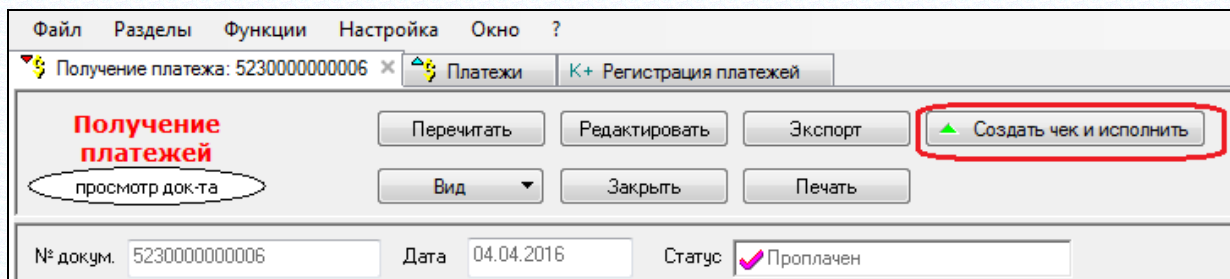 Файл Разделы Функции Настройка Окно ?
Получение платежа: 5230000000006 Платежи K+ Регистрация платежей
Получение платежей
Перечитать Редактировать Экспорт Создать чек и исполнить
просмотр док-та Вид Закрыть Печать
№ докум. 5230000000006 Дата 04.04.2016 Статус Проплачен